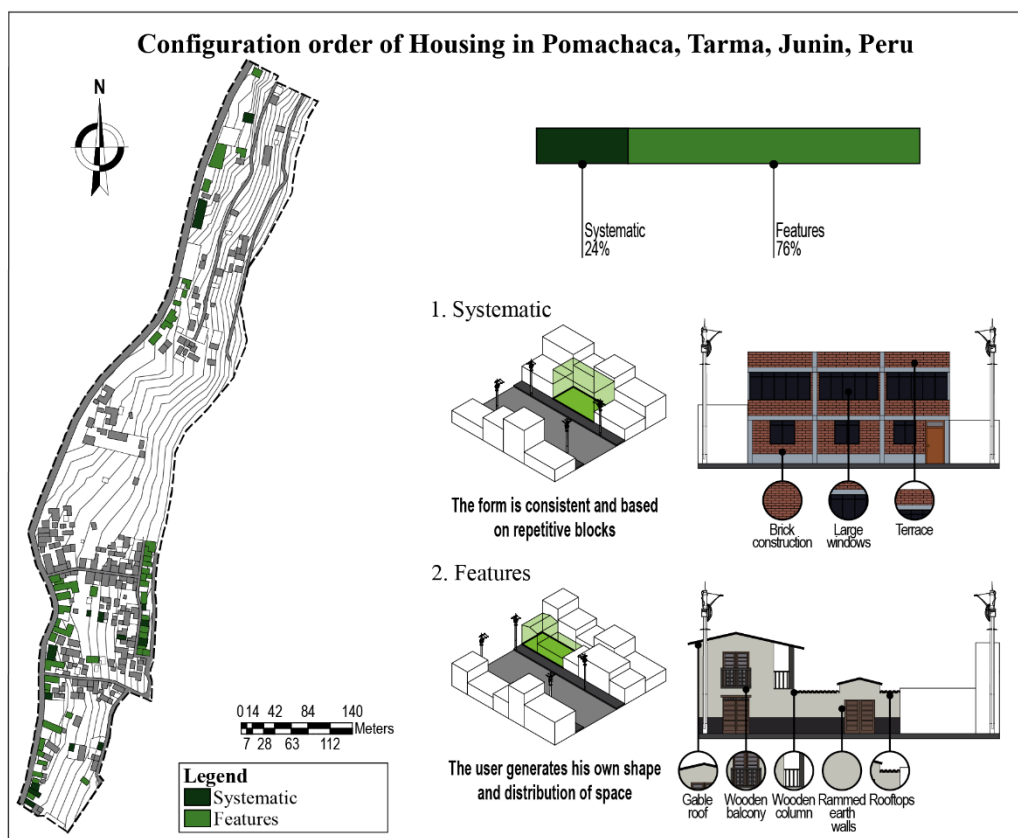 Configuration order of Housing in Pomachaca, Tarma, Junin, Peru
N
Systematic
24%
Features
76%
1. Systematic
The form is consistent and based
on repetitive blocks
Brick
construction
Large
windows
Terrace
2. Features
The user generates his own shape
and distribution of space
Gable
roof
Wooden
balcony
Wooden
column
Rammed
earth
walls
Rooftops
0 14 42 84 140
Meters
7 28 63 112
Legend
Systematic
Features